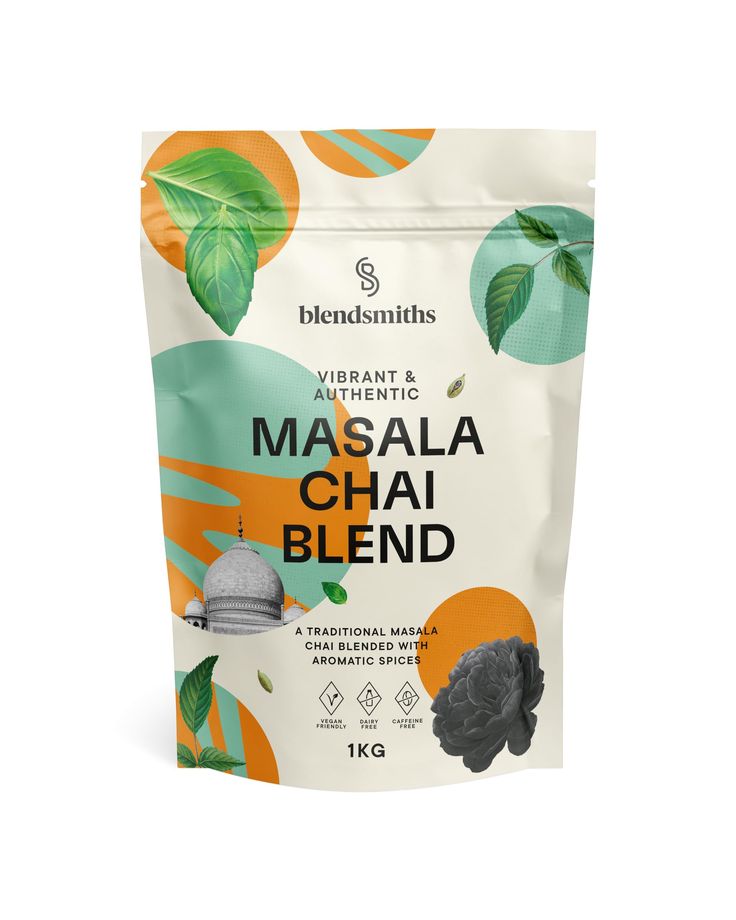 blendsmiths
VIBRANT &
AUTHENTIC
MASALA
CHAI
BLEND
A TRADITIONAL MASALA
CHAI BLENDED WITH
AROMATIC SPICES
VEGAN
FRIENDLY
DAIRY
FREE
CAFFEINE
FREE
1KG